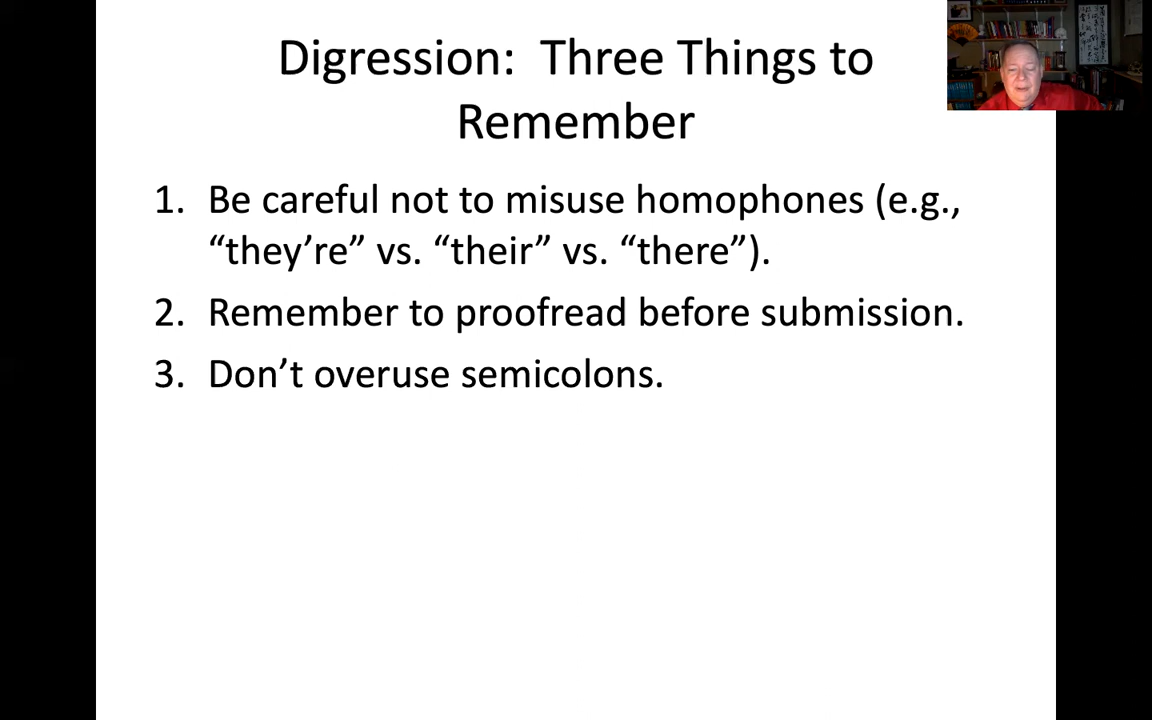 Digression:  Three Things to
Remember
1. Be careful not to misuse homophones (e.g.,
“they’re” vs. “their” vs. “there”).
2. Remember to proofread before submission.
3. Don’t overuse semicolons.